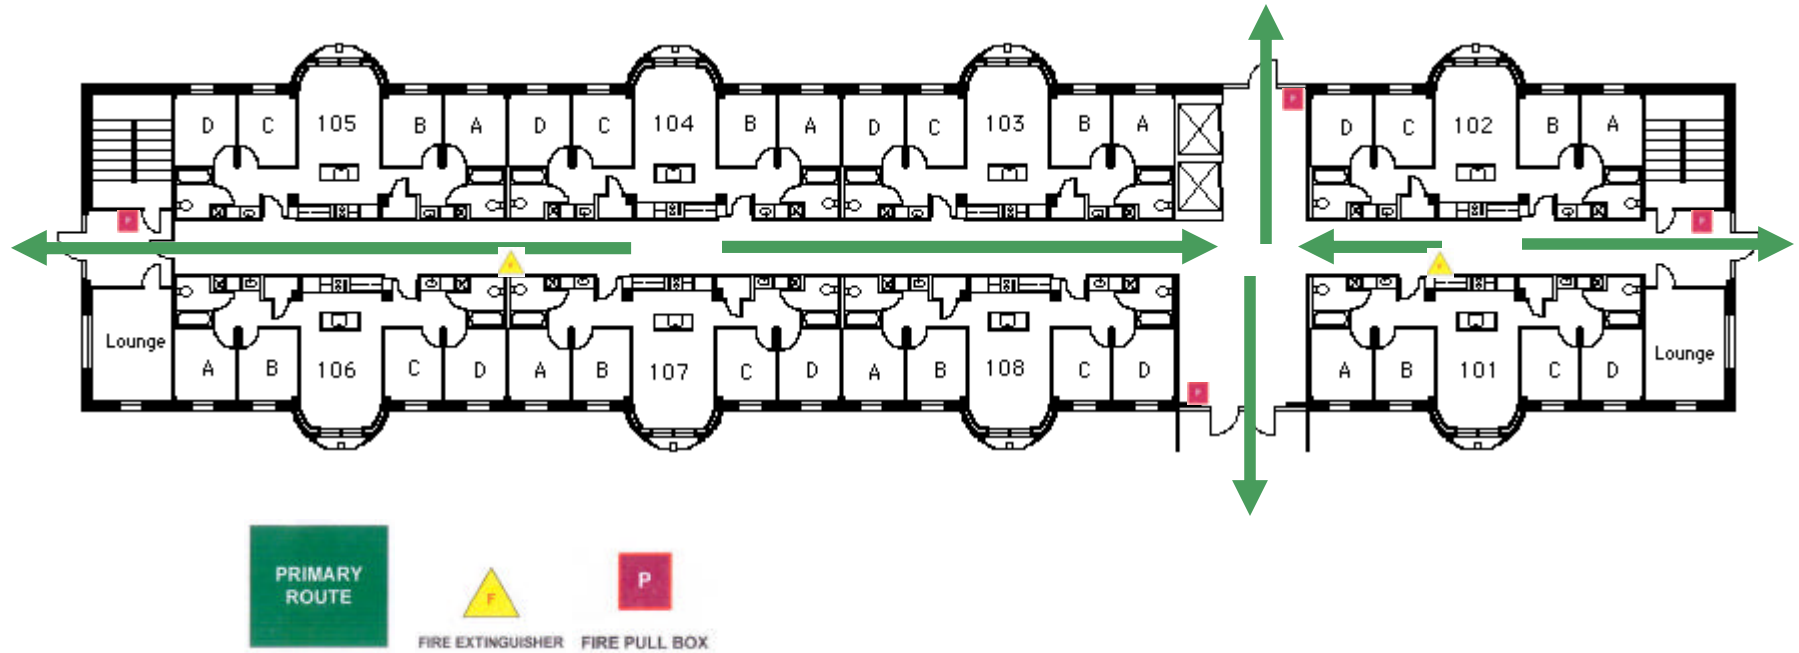 P
D C 105 B A D C 104 B A D C 103 B A D C 102 B A
P P
F F
Lounge A B 106 C D A B 107 C D A B 108 C D A B 101 C D Lounge
P
PRIMARY
ROUTE
F
P
FIRE EXTINGUISHER FIRE PULL BOX